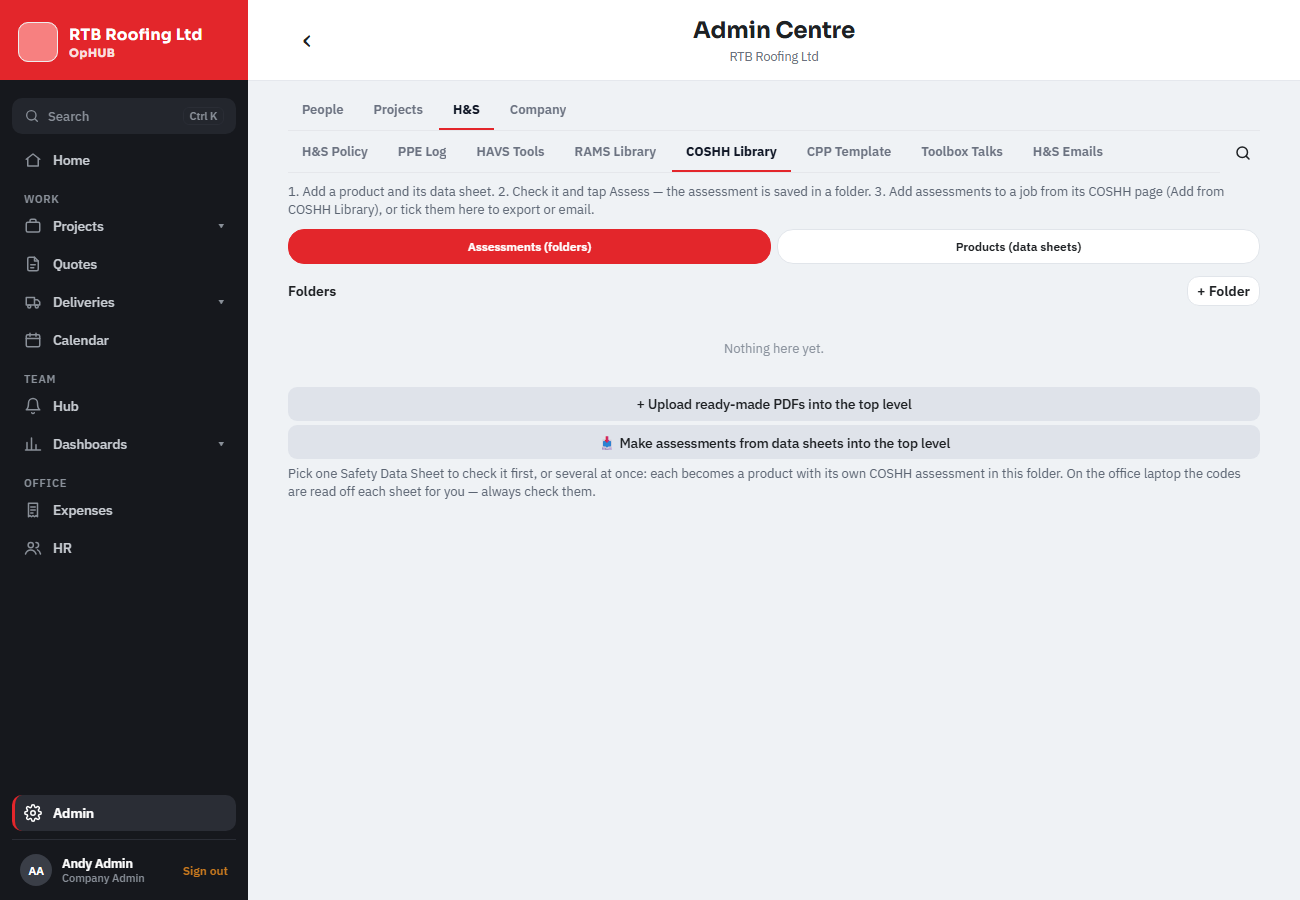 RTB Roofing Ltd
OpHUB
Search
Ctrl K
Home
WORK
Projects
Quotes
Deliveries
Calendar
TEAM
Hub
Dashboards
OFFICE
Expenses
HR
Admin
AA
Andy Admin
Company Admin
Sign out
Admin Centre
RTB Roofing Ltd
People
Projects
H&S
Company
H&S Policy
PPE Log
HAVS Tools
RAMS Library
COSHH Library
CPP Template
Toolbox Talks
H&S Emails
1. Add a product and its data sheet. 2. Check it and tap Assess — the assessment is saved in a folder. 3. Add assessments to a job from its COSHH page (Add from
COSHH Library), or tick them here to export or email.
Assessments (folders)
Products (data sheets)
Folders
+ Folder
Nothing here yet.
+ Upload ready-made PDFs into the top level
Make assessments from data sheets into the top level
Pick one Safety Data Sheet to check it first, or several at once: each becomes a product with its own COSHH assessment in this folder. On the office laptop the codes
are read off each sheet for you — always check them.